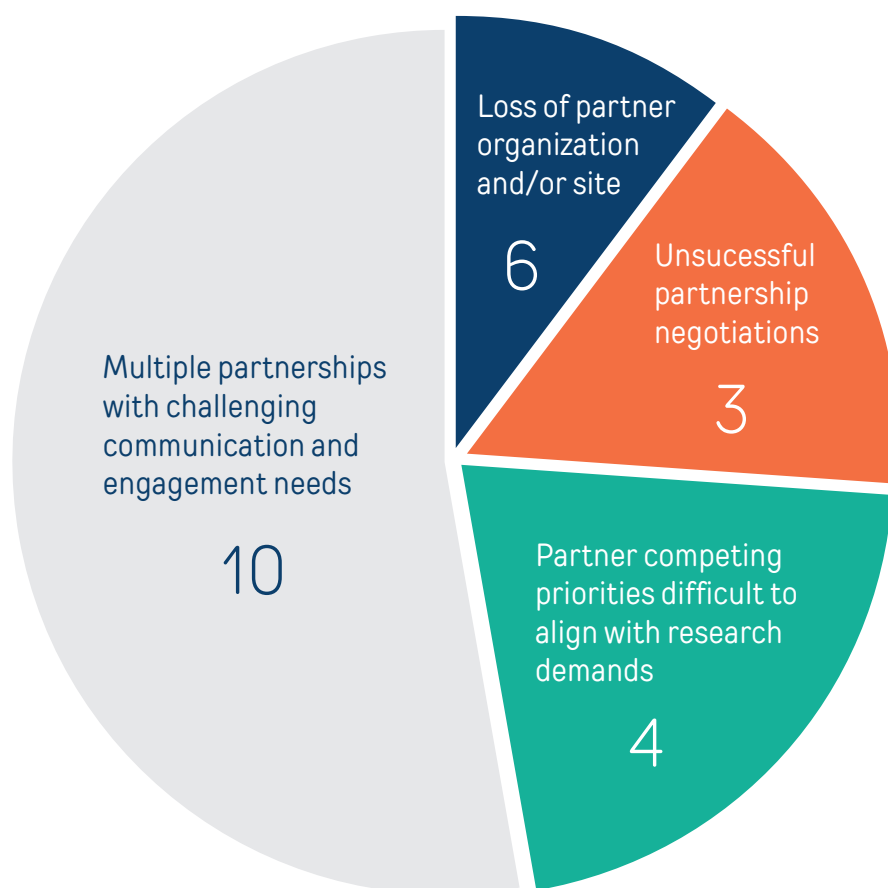 Loss of partner
organization
and/or site
6
Unsucessful
partnership
negotiations
3
Partner competing
priorities difficult to
align with research
demands
4
Multiple partnerships
with challenging
communication and
engagement needs
10